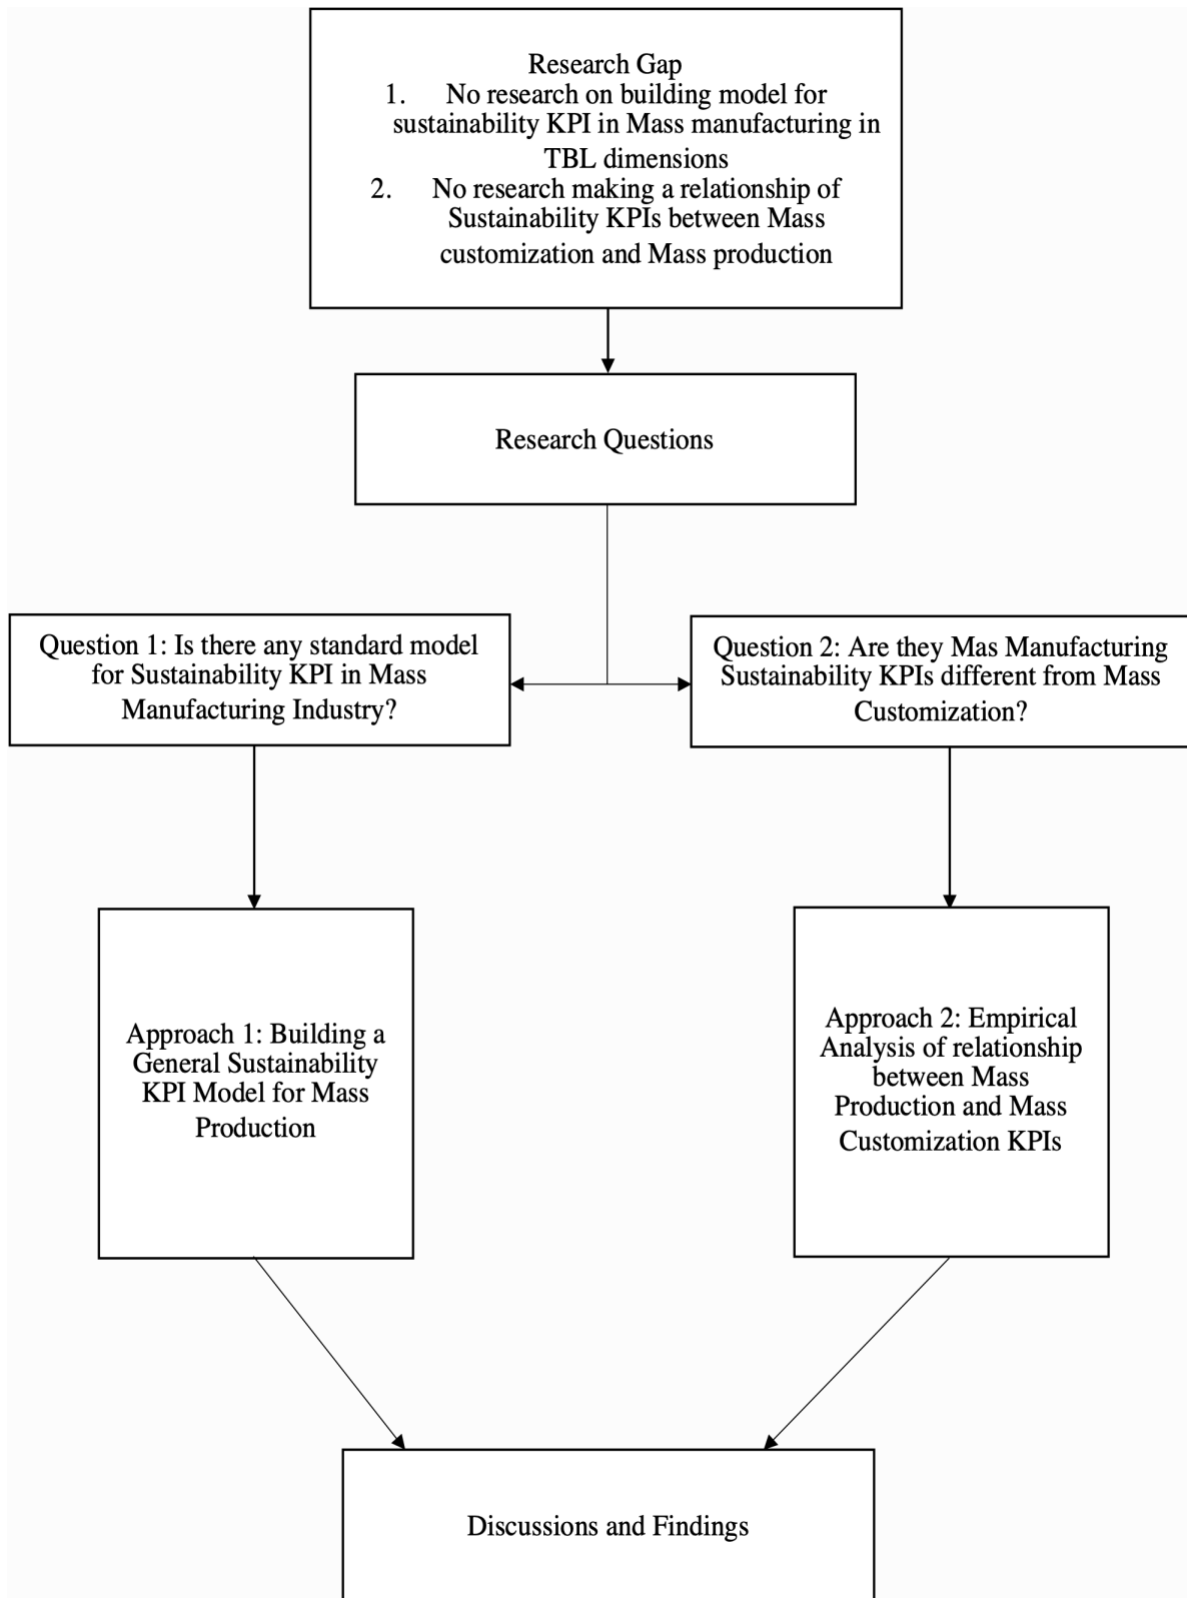 Research Gap
1. No research on building model for
sustainability KPI in Mass manufacturing in
TBL dimensions
2. No research making a relationship of
Sustainability KPIs between Mass
customization and Mass production
Research Questions
Question 1: Is there any standard model
for Sustainability KPI in Mass
Manufacturing Industry?
Question 2: Are they Mas Manufacturing
Sustainability KPIs different from Mass
Customization?
Approach 1: Building a
General Sustainability
KPI Model for Mass
Production
Approach 2: Empirical
Analysis of relationship
between Mass
Production and Mass
Customization KPIs
Discussions and Findings